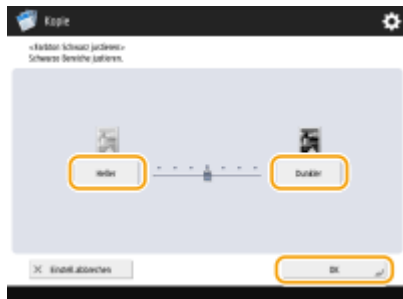 Kopie
<Farbton Schwarz justieren>
Schwarze Bereiche justieren.
Heller
Dunkler
Einstell.abbrechen
OK